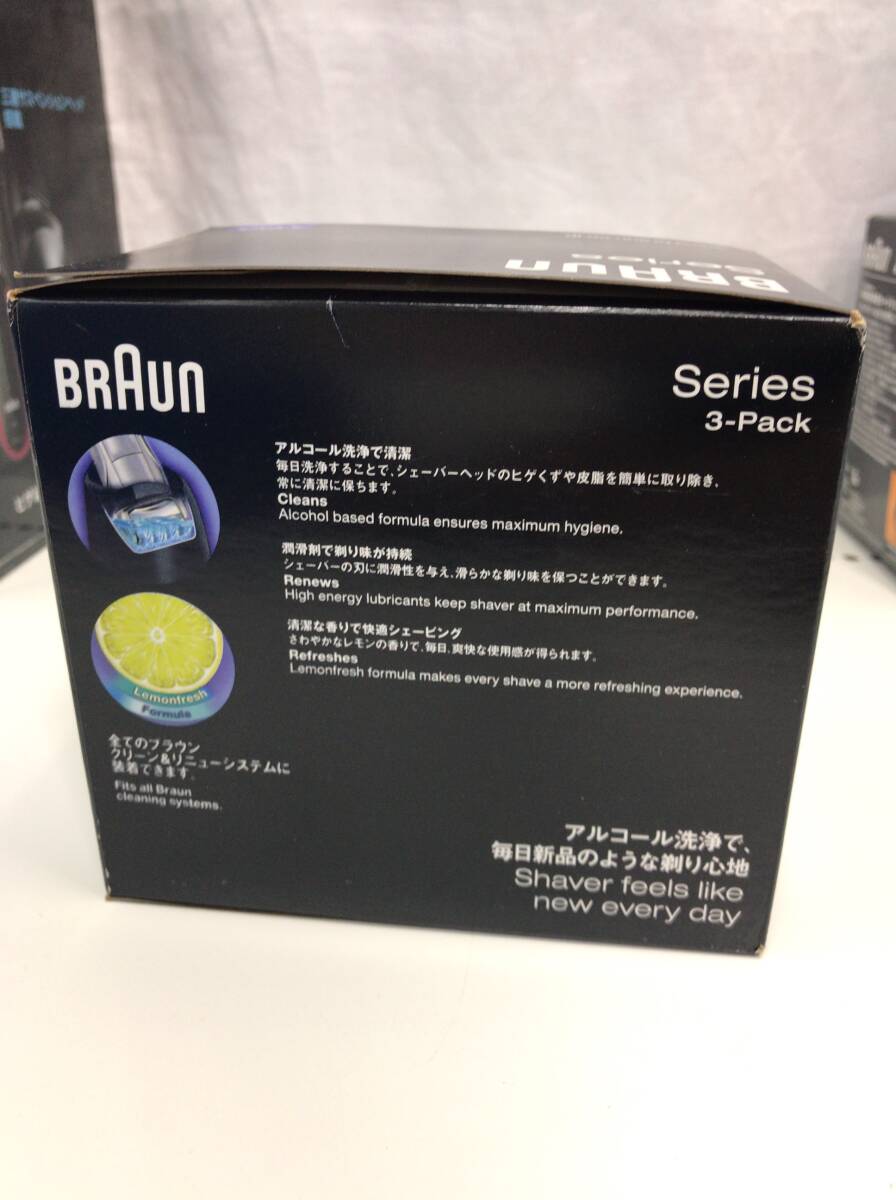 BRAUN
Series
BRAUN
Series
3-Pack
アルコール洗浄で清潔
毎日洗浄することで、シェーバーヘッドのヒゲくずや皮脂を簡単に取り除き、
常に清潔に保ちます。
Cleans
Alcohol based formula ensures maximum hygiene.
潤滑剤で剃り味が持続
シェーバーの刃に潤滑性を与え、滑らかな剃り味を保つことができます。
Renews
High energy lubricants keep shaver at maximum performance.
清潔な香りで快適シェービング
さわやかなレモンの香りで、毎日、爽快な使用感が得られます。
Refreshes
Lemonfresh formula makes every shave a more refreshing experience.
Lemonfresh
Formula
全てのブラウン
クリーン&リニューシステムに
装着できます。
Fits all Braun
cleaning systems.
アルコール洗浄で、
毎日新品のような剃り心地
Shaver feels like
new every day